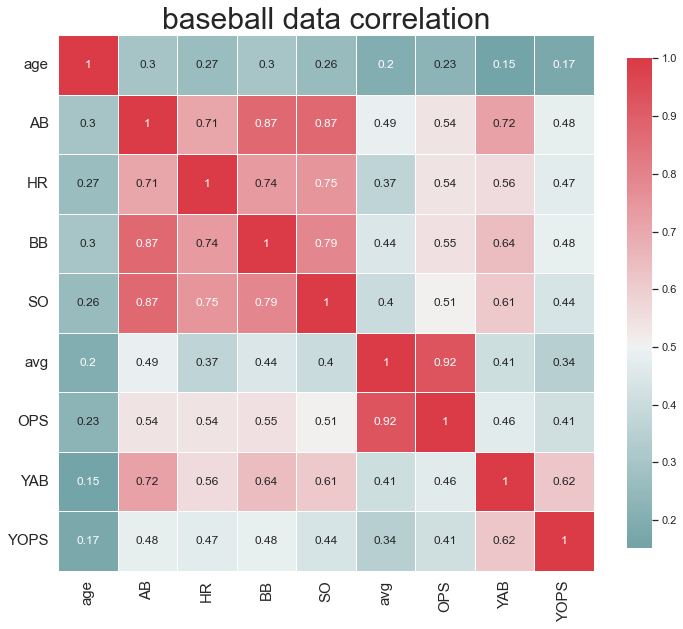 baseball data correlation
age 1 0.3 0.27 0.3 0.26 0.2 0.23 0.15 0.17
AB 0.3 1 0.71 0.87 0.87 0.49 0.54 0.72 0.48
HR 0.27 0.71 1 0.74 0.75 0.37 0.54 0.56 0.47
BB 0.3 0.87 0.74 1 0.79 0.44 0.55 0.64 0.48
SO 0.26 0.87 0.75 0.79 1 0.4 0.51 0.61 0.44
avg 0.2 0.49 0.37 0.44 0.4 1 0.92 0.41 0.34
OPS 0.23 0.54 0.54 0.55 0.51 0.92 1 0.46 0.41
YAB 0.15 0.72 0.56 0.64 0.61 0.41 0.46 1 0.62
YOPS 0.17 0.48 0.47 0.48 0.44 0.34 0.41 0.62 1
age AB HR BB SO avg OPS YAB YOPS
1.0
0.9
0.8
0.7
0.6
0.5
0.4
0.3
0.2